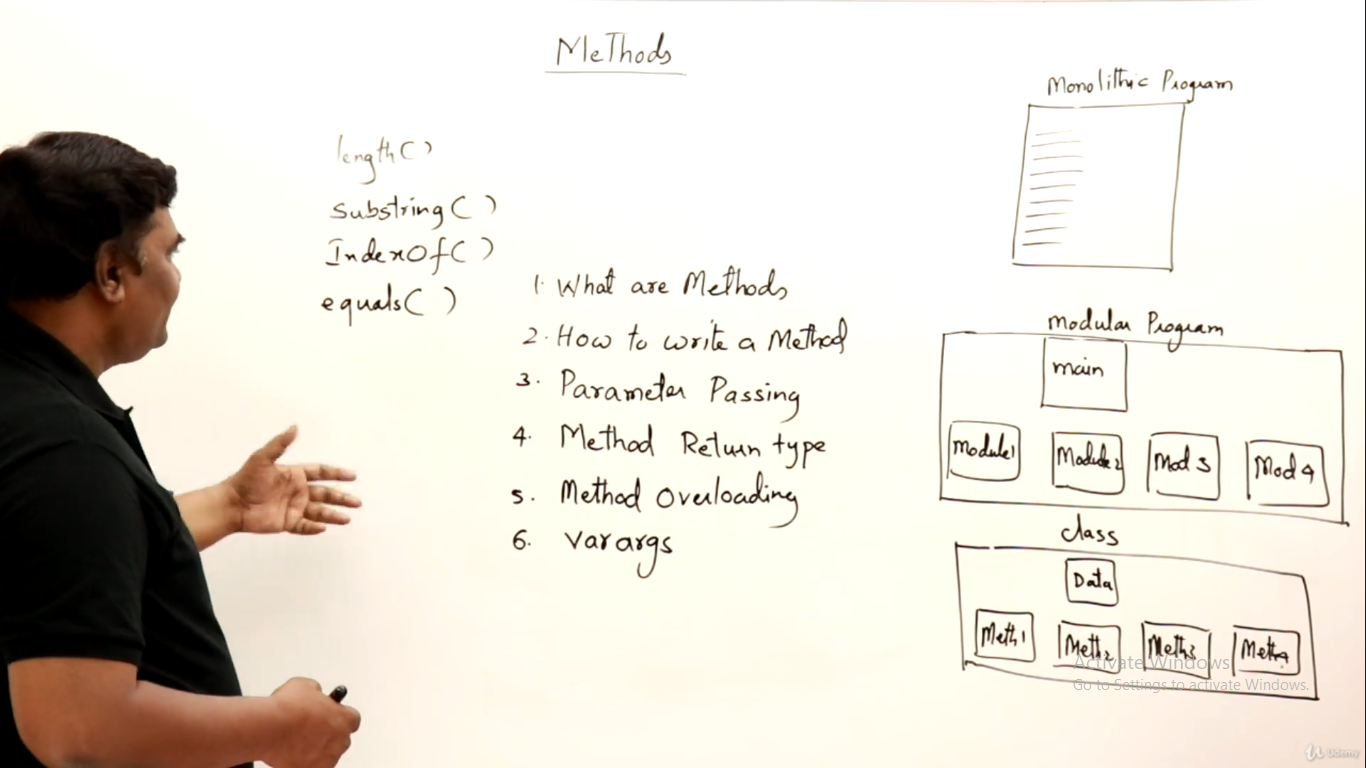 Methods
length()
Substring()
IndexOf()
equals()
1. What are Methods
2. How to write a Method
3. Parameter Passing
4. Method Return type
5. Method Overloading
6. varargs
Monolithic Program
Modular Program
main
Module1
Module2
Mod 3
Mod 4
class
Data
Meth1
Meth2
Meth3
Meth4
Activate Windows
Go to Settings to activate Windows.
Udemy